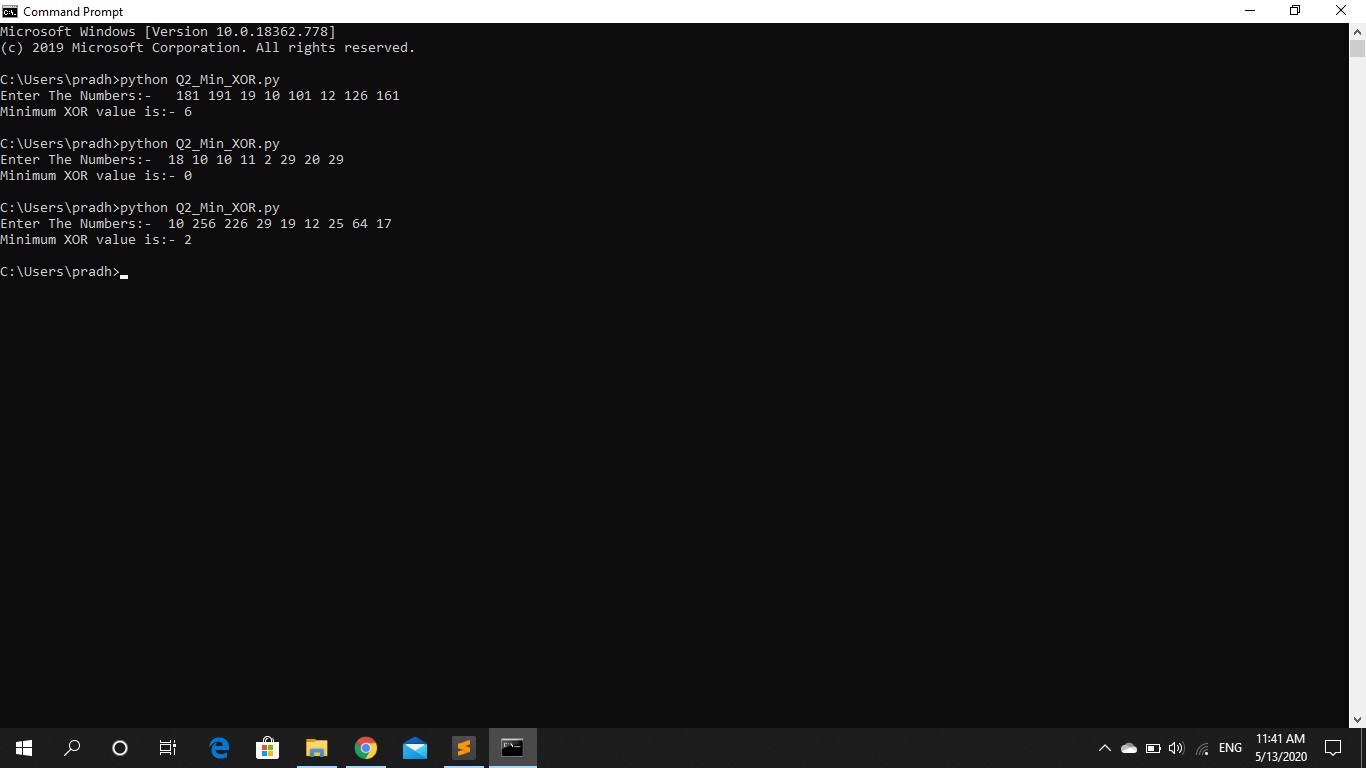 Command Prompt
Microsoft Windows [Version 10.0.18362.778]
(c) 2019 Microsoft Corporation. All rights reserved.
C:\Users\pradh>python Q2_Min_XOR.py
Enter The Numbers:-   181 191 19 10 101 12 126 161
Minimum XOR value is:- 6
C:\Users\pradh>python Q2_Min_XOR.py
Enter The Numbers:-  18 10 10 11 2 29 20 29
Minimum XOR value is:- 0
C:\Users\pradh>python Q2_Min_XOR.py
Enter The Numbers:-  10 256 226 29 19 12 25 64 17
Minimum XOR value is:- 2
C:\Users\pradh>
ENG
11:41 AM
5/13/2020